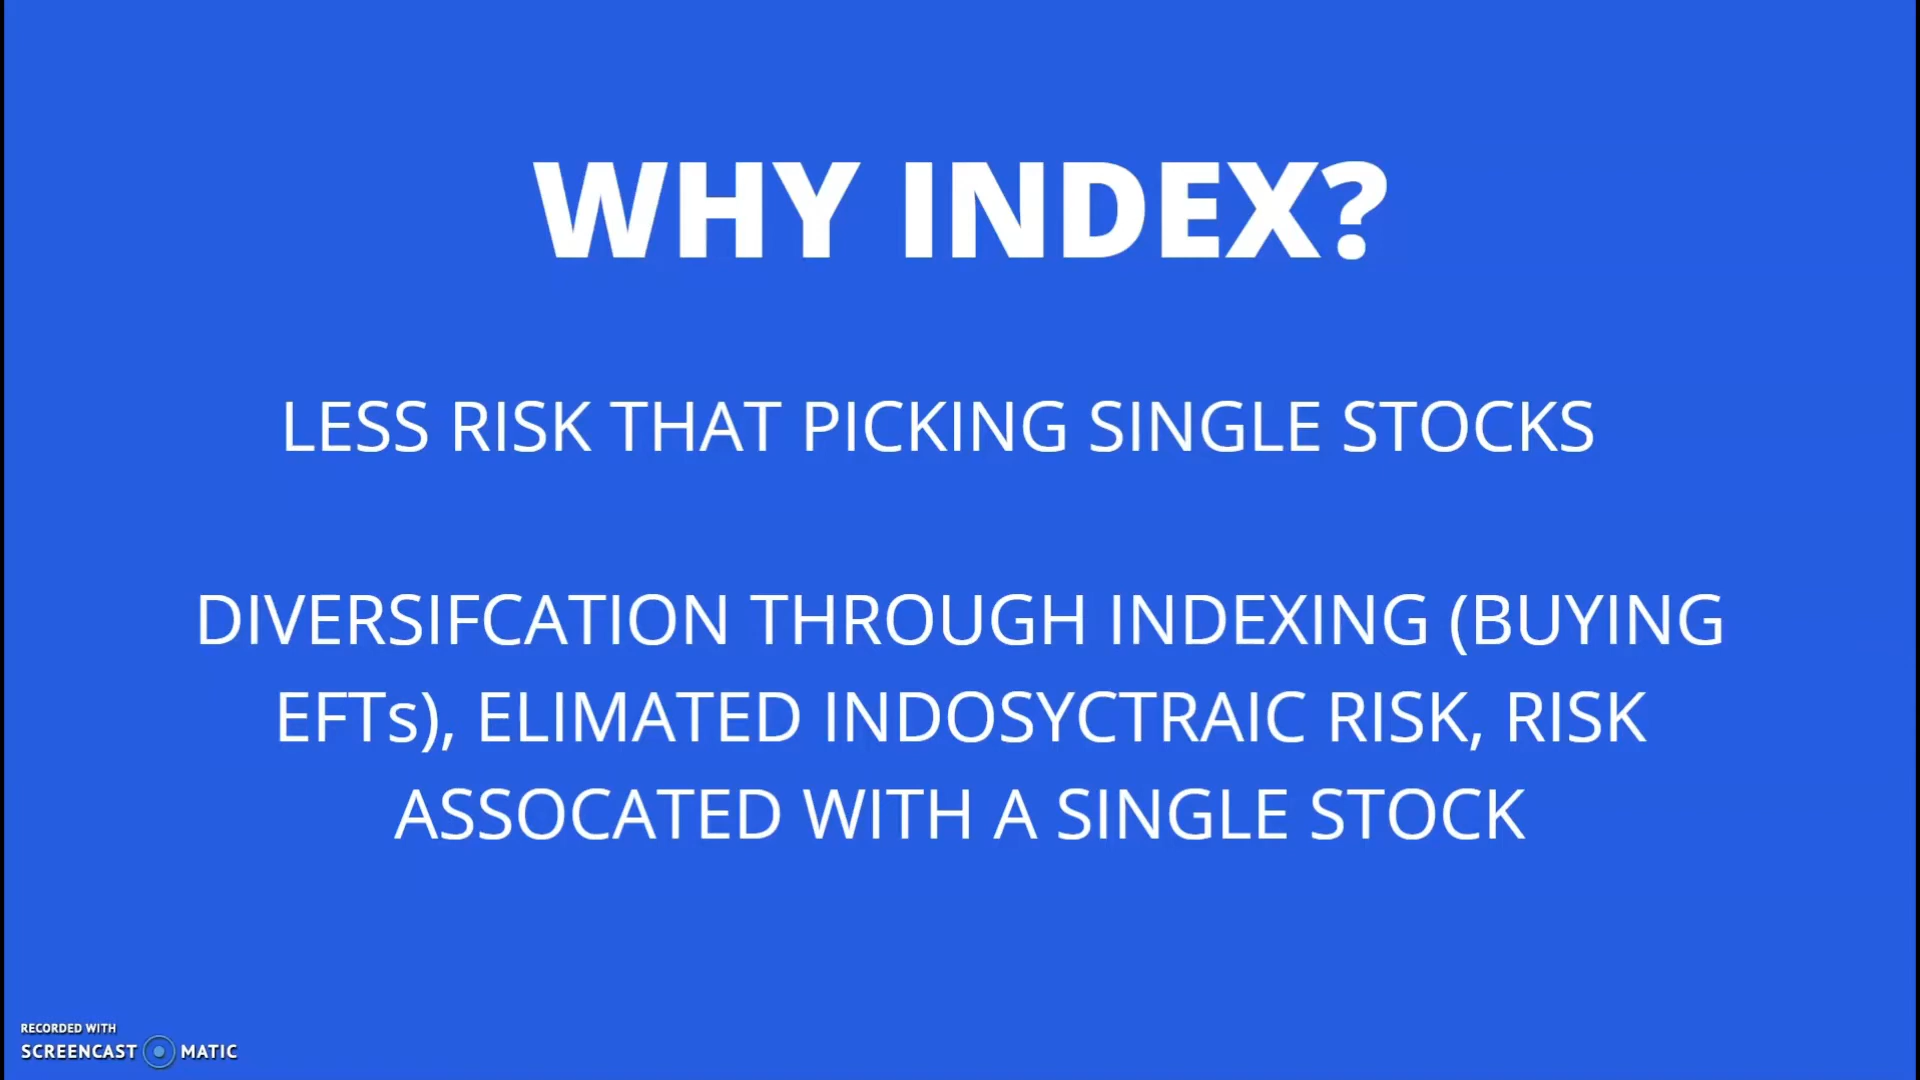 WHY INDEX?
LESS RISK THAT PICKING SINGLE STOCKS
DIVERSIFCATION THROUGH INDEXING (BUYING
EFTs), ELIMATED INDOSYCTRAIC RISK, RISK
ASSOCATED WITH A SINGLE STOCK
RECORDED WITH
SCREENCAST MATIC